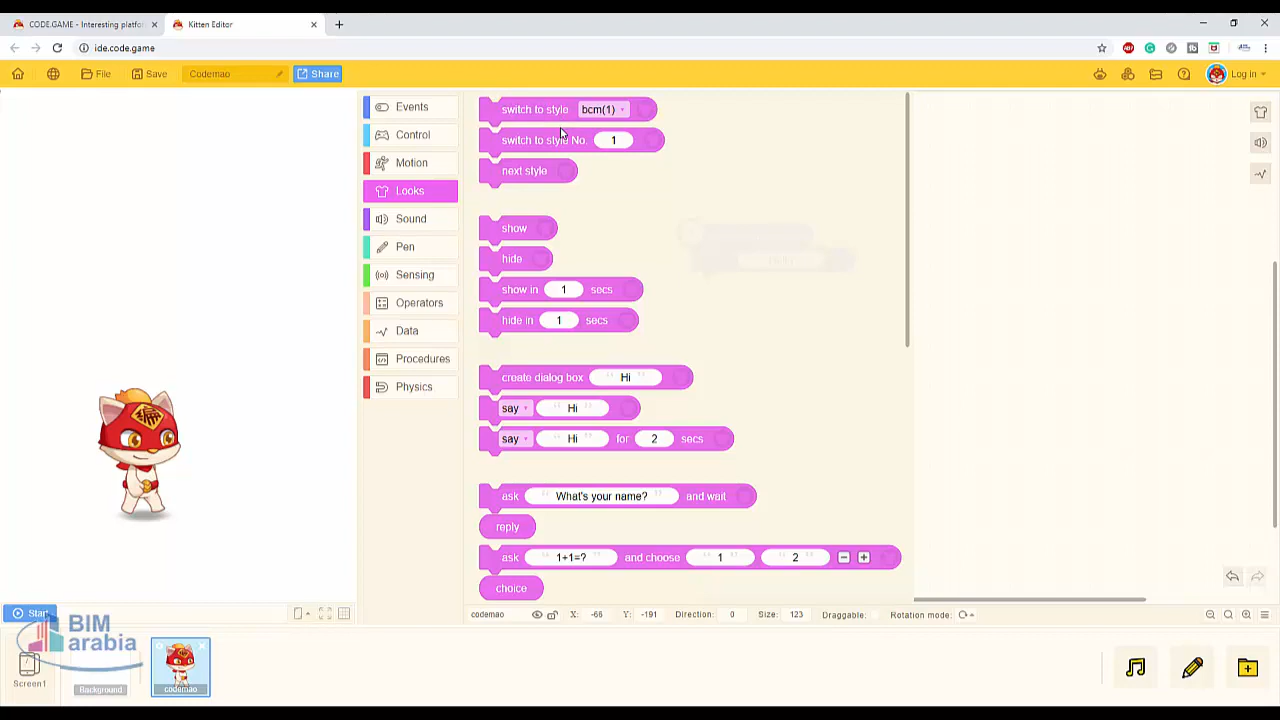 CODE.GAME - Interesting platfo
Kitten Editor
ide.code.game
File
Save
Codemao
Share
Log In
Events
Control
Motion
Looks
Sound
Pen
Sensing
Operators
Data
Procedures
Physics
switch to style bcm(1)
switch to style No. 1
next style
show
hide
show in 1 secs
hide in 1 secs
create dialog box “ Hi ”
say “ Hi ”
say “ Hi ” for 2 secs
ask “ What's your name? ” and wait
reply
ask “ 1+1=? ” and choose “ 1 ” “ 2 ”
choice
Start
codemao X: -66 Y: -191 Direction: 0 Size: 123 Draggable: Rotation mode:
BIM
arabia
Screen1
Background
codemao